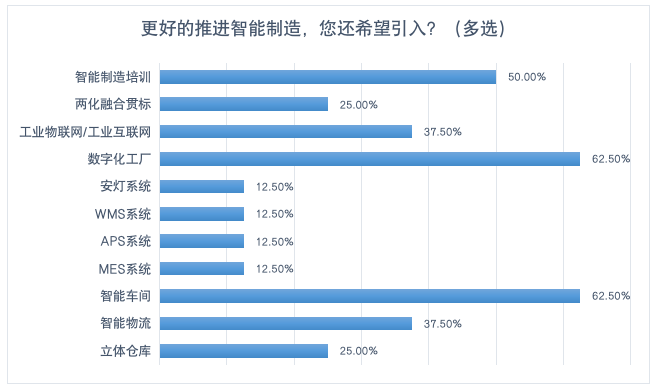 更好的推进智能制造，您还希望引入？（多选）
智能制造培训 50.00%
两化融合贯标 25.00%
工业物联网/工业互联网 37.50%
数字化工厂 62.50%
安灯系统 12.50%
WMS系统 12.50%
APS系统 12.50%
MES系统 12.50%
智能车间 62.50%
智能物流 37.50%
立体仓库 25.00%